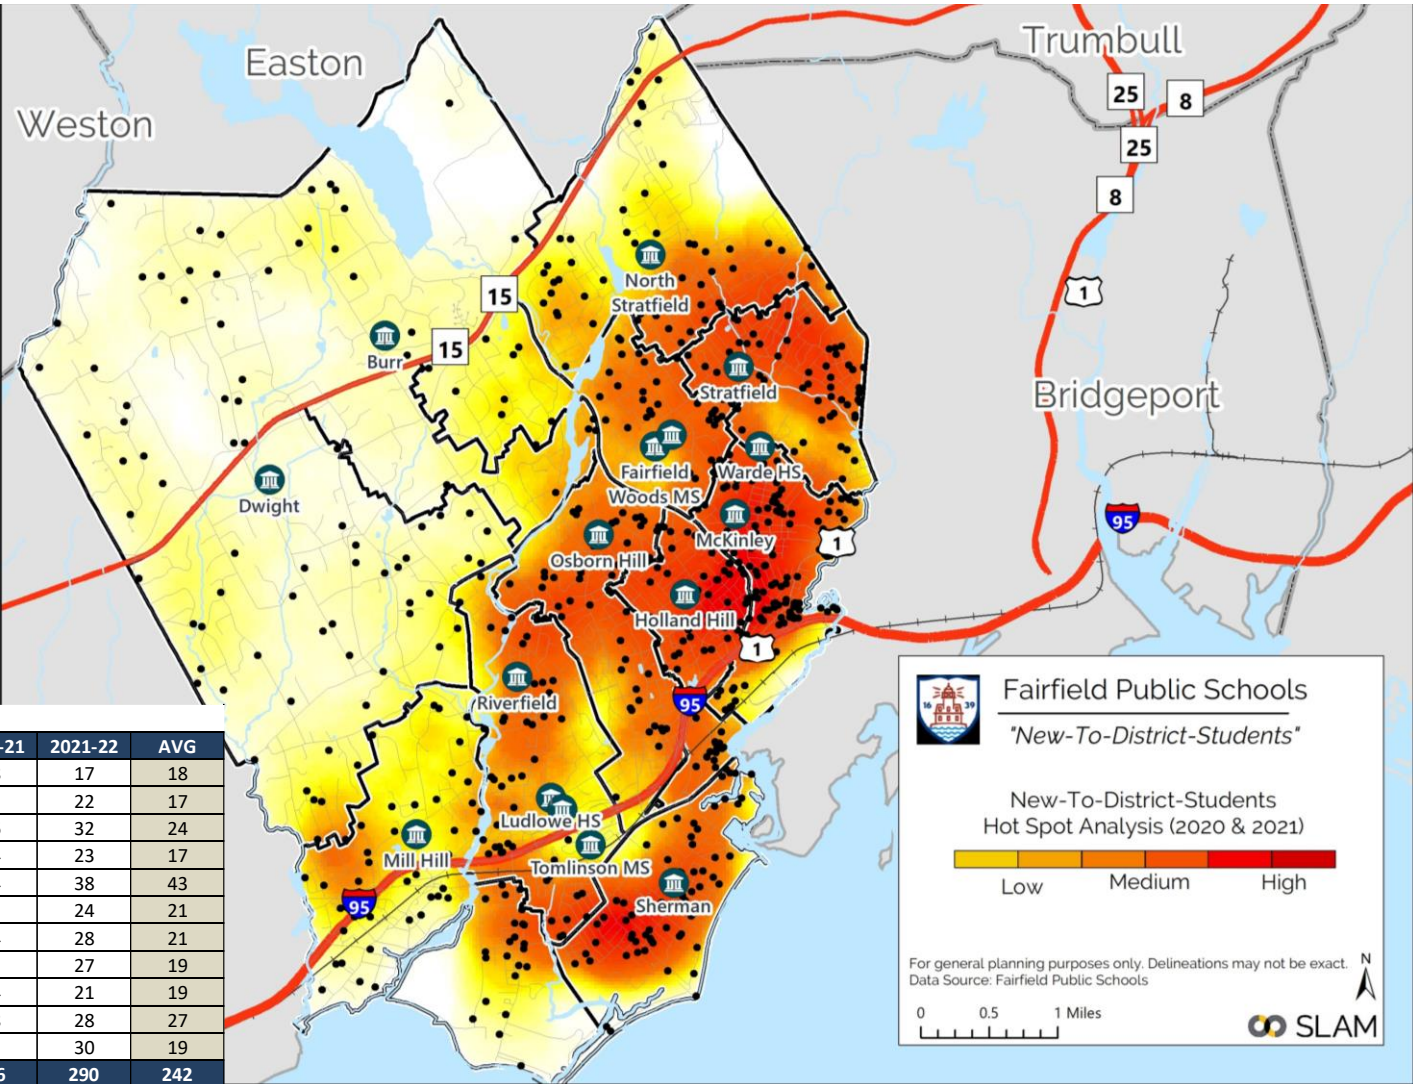 Trumbull
Easton
Weston
25
8
25
8
North
Stratfield
15
1
15
Burr
Stratfield
Bridgeport
Fairfield
Woods MS
Warde HS
Dwight
95
McKinley
1
Osborn Hill
Holland Hill
1
Riverfield
95
Ludlowe HS
Mill Hill
Tomlinson MS
95
Sherman
16 39
Fairfield Public Schools
"New-To-District-Students"
New-To-District-Students
Hot Spot Analysis (2020 & 2021)
Low Medium High
For general planning purposes only. Delineations may not be exact.
Data Source: Fairfield Public Schools
N
0 0.5 1 Miles
SLAM
-21 2021-22 AVG
17 18
22 17
32 24
23 17
38 43
24 21
28 21
27 19
21 19
28 27
30 19
290 242